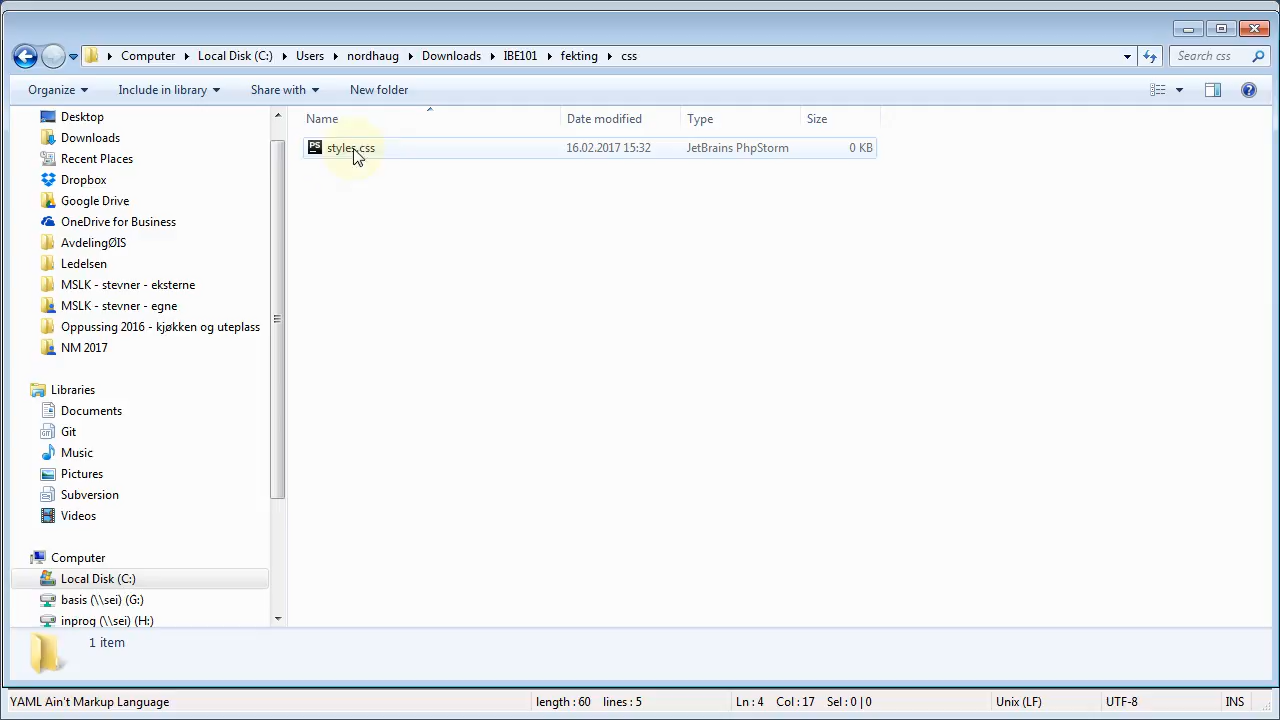 Computer Local Disk (C:) Users nordhaug Downloads IBE101 fekting css
Search css
Organize Include in library Share with New folder
Name Date modified Type Size
styles.css 16.02.2017 15:32 JetBrains PhpStorm 0 KB
Desktop
Downloads
Recent Places
Dropbox
Google Drive
OneDrive for Business
AvdelingØIS
Ledelsen
MSLK - stevner - eksterne
MSLK - stevner - egne
Oppussing 2016 - kjøkken og uteplass
NM 2017
Libraries
Documents
Git
Music
Pictures
Subversion
Videos
Computer
Local Disk (C:)
basis (\\sei) (G:)
inprog (\\sei) (H:)
1 item
YAML Ain't Markup Language length : 60 lines : 5 Ln : 4 Col : 17 Sel : 0 | 0 Unix (LF) UTF-8 INS